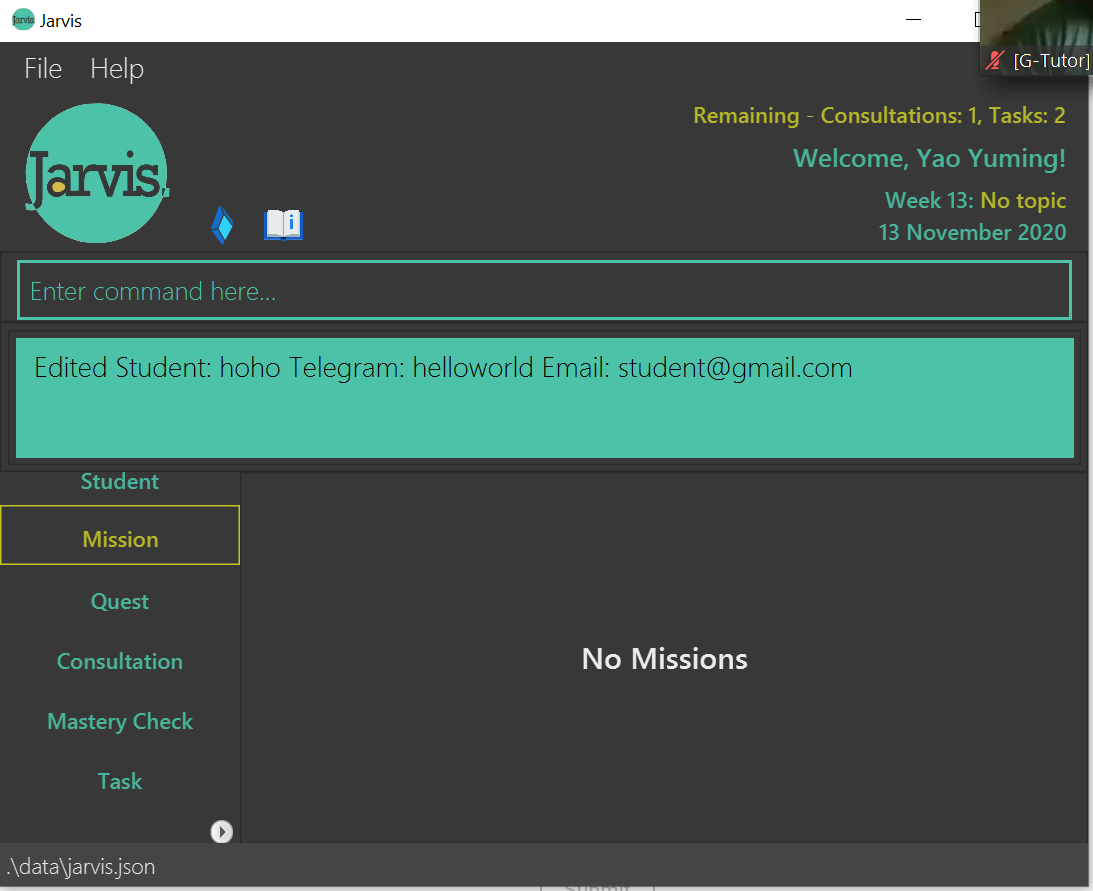 Jarvis
Jarvis
[G-Tutor]
File Help
Jarvis.
Remaining - Consultations: 1, Tasks: 2
Welcome, Yao Yuming!
Week 13: No topic
13 November 2020
i
Enter command here...
Edited Student: hoho Telegram: helloworld Email: student@gmail.com
Student
Mission
Quest
Consultation
Mastery Check
Task
No Missions
.\data\jarvis.json
Submit